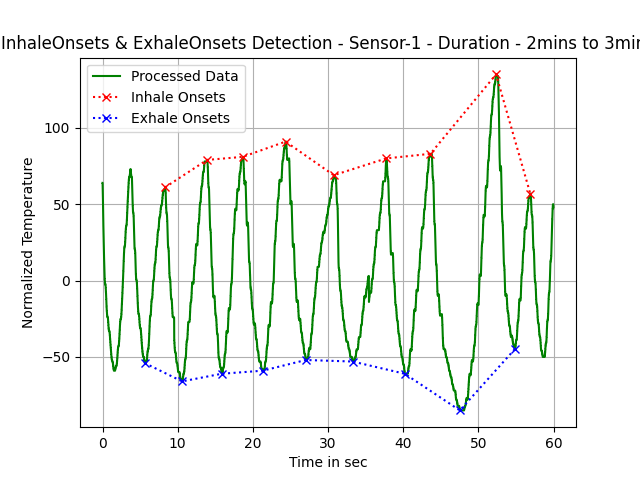 InhaleOnsets & ExhaleOnsets Detection - Sensor-1 - Duration - 2mins to 3min
Processed Data
Inhale Onsets
Exhale Onsets
100
50
0
−50
Normalized Temperature
0 10 20 30 40 50 60
Time in sec